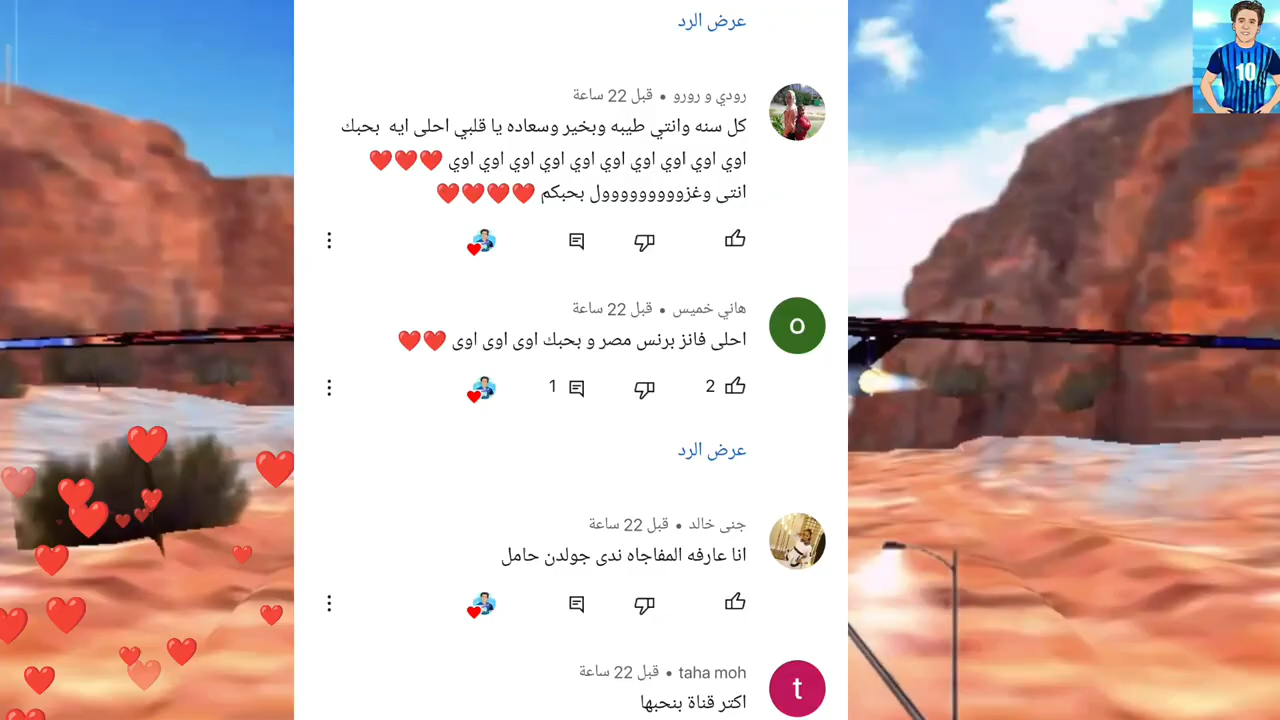 عرض الرد
رودي و رورو • قبل 22 ساعة
كل سنه وانتي طيبه وبخير وسعاده يا قلبي احلى ايه بحبك
اوي اوي اوي اوي اوي اوي اوي اوي اوي اوي ❤️❤️❤️
انتى وغزوووووووووول بحبكم ❤️❤️❤️❤️
هاني خميس • قبل 22 ساعة
o
احلى فانز برنس مصر و بحبك اوى اوى اوى ❤️❤️
2
1
عرض الرد
جنى خالد • قبل 22 ساعة
انا عارفه المفاجاه ندى جولدن حامل
taha moh • قبل 22 ساعة
t
اكتر قناة بنحبها
10